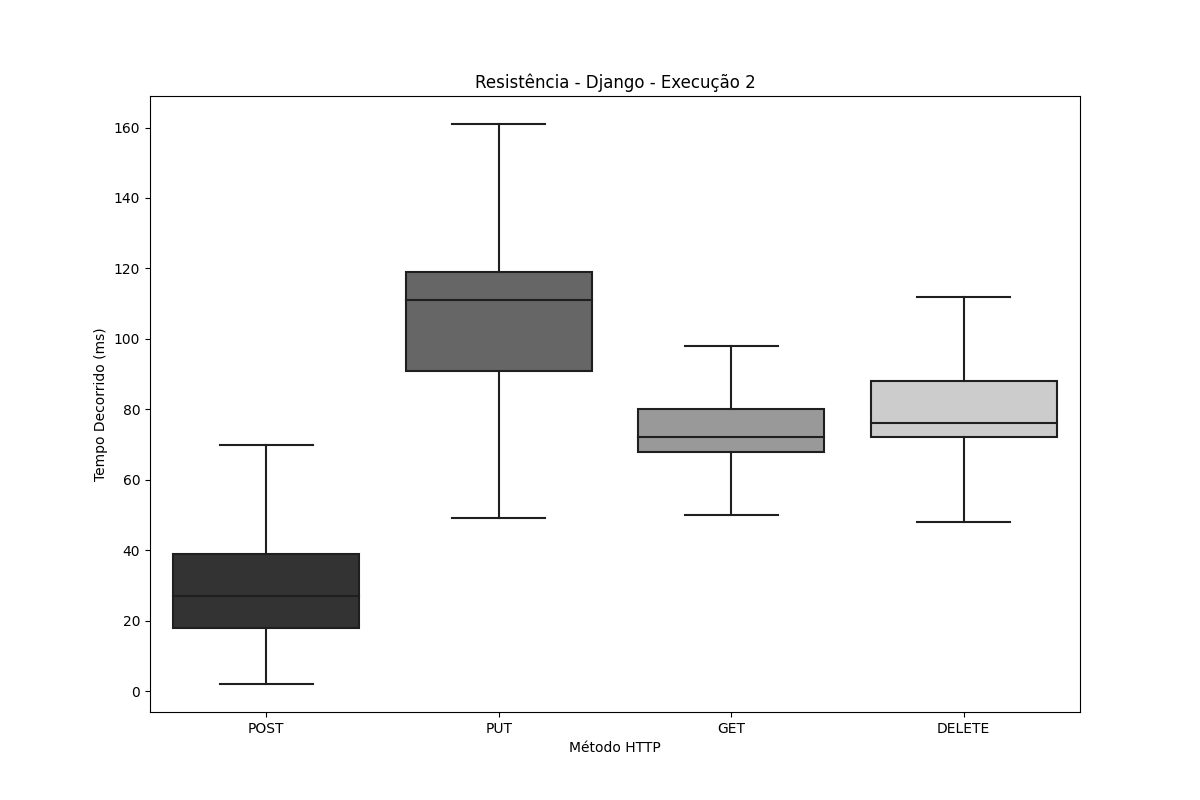 Resistência - Django - Execução 2
Tempo Decorrido (ms)
160
140
120
100
80
60
40
20
0
POST PUT GET DELETE
Método HTTP